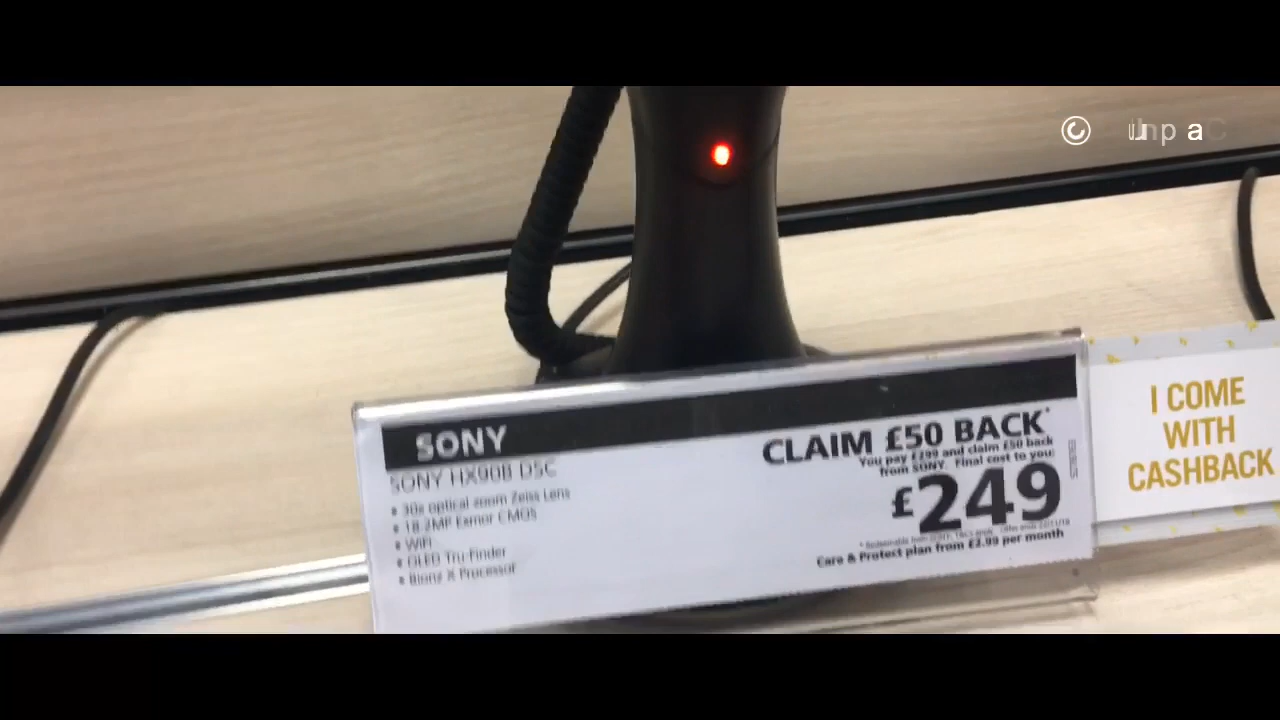 SONY
SONY HX90B DSC
• 30x optical zoom Zeiss Lens
• 18.2MP Exmor CMOS
• WiFi
• OLED Tru-Finder
• Bionz X Processor
CLAIM £50 BACK*
You pay £299 and claim £50 back
from SONY. Final cost to you:
£249
Care & Protect plan from £2.99 per month
I COME
WITH
CASHBACK